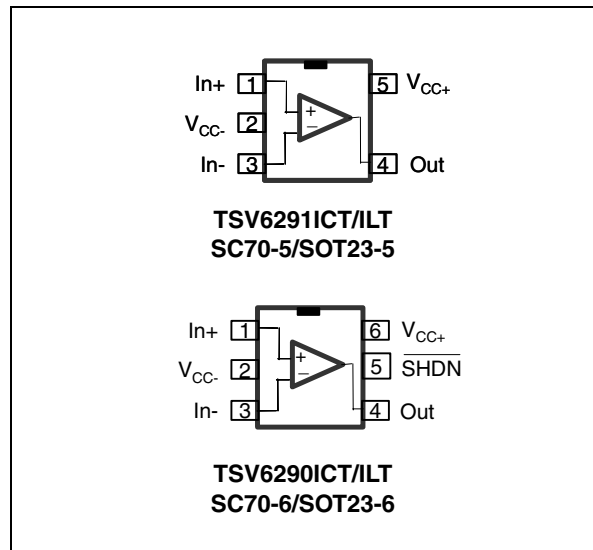 In+ 1 5 VCC+
VCC- 2
In- 3 4 Out
+
−
TSV6291ICT/ILT
SC70-5/SOT23-5
In+ 1 6 VCC+
VCC- 2 5 SHDN
In- 3 4 Out
+
−
TSV6290ICT/ILT
SC70-6/SOT23-6